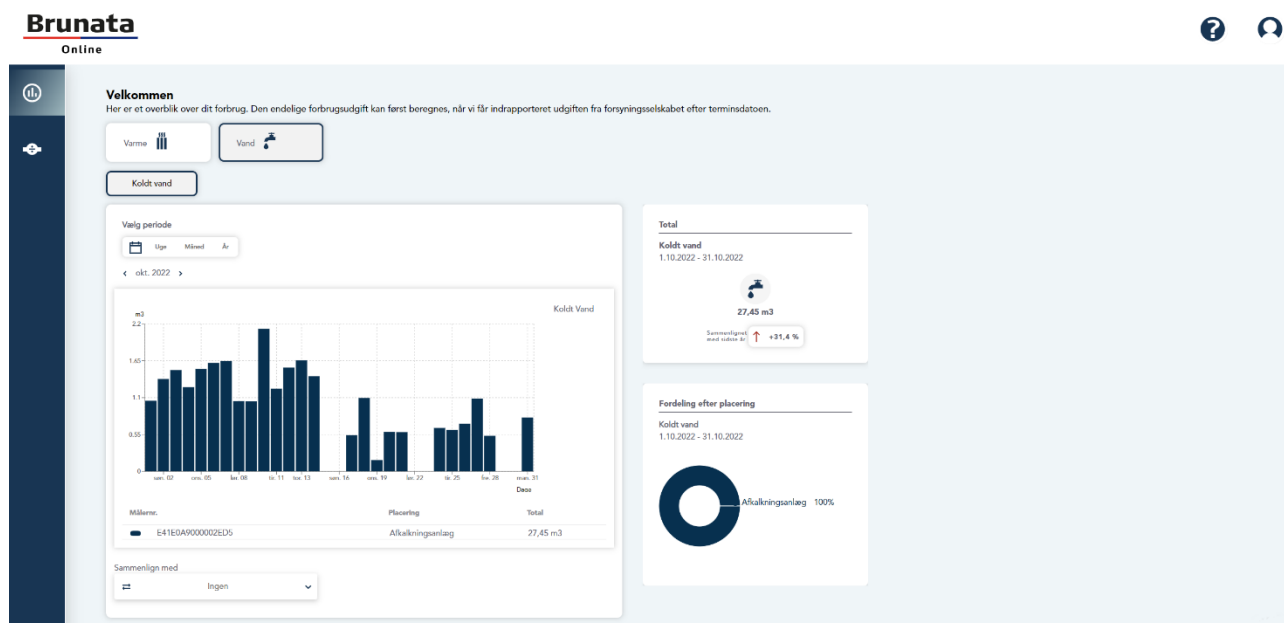 Brunata
Online
Velkommen
Her er et overblik over dit forbrug. Den endelige forbrugsudgift kan først beregnes, når vi får indrapporteret udgiften fra forsyningsselskabet efter terminsdatoen.
Varme
Vand
Koldt vand
Vælg periode
Uge Måned År
okt. 2022
Koldt Vand
m3
2.2
1.65
1.1
0.55
0
søn. 02 ons. 05 lør. 08 tir. 11 tor. 13 søn. 16 ons. 19 lør. 22 tir. 25 fre. 28 man. 31
Dage
Målernr. Placering Total
E41E0A9000002ED5 Afkalkningsanlæg 27,45 m3
Sammenlign med
Ingen
Total
Koldt vand
1.10.2022 - 31.10.2022
27,45 m3
Sammenlignet
med sidste år
+31,4 %
Fordeling efter placering
Koldt vand
1.10.2022 - 31.10.2022
Afkalkningsanlæg 100%